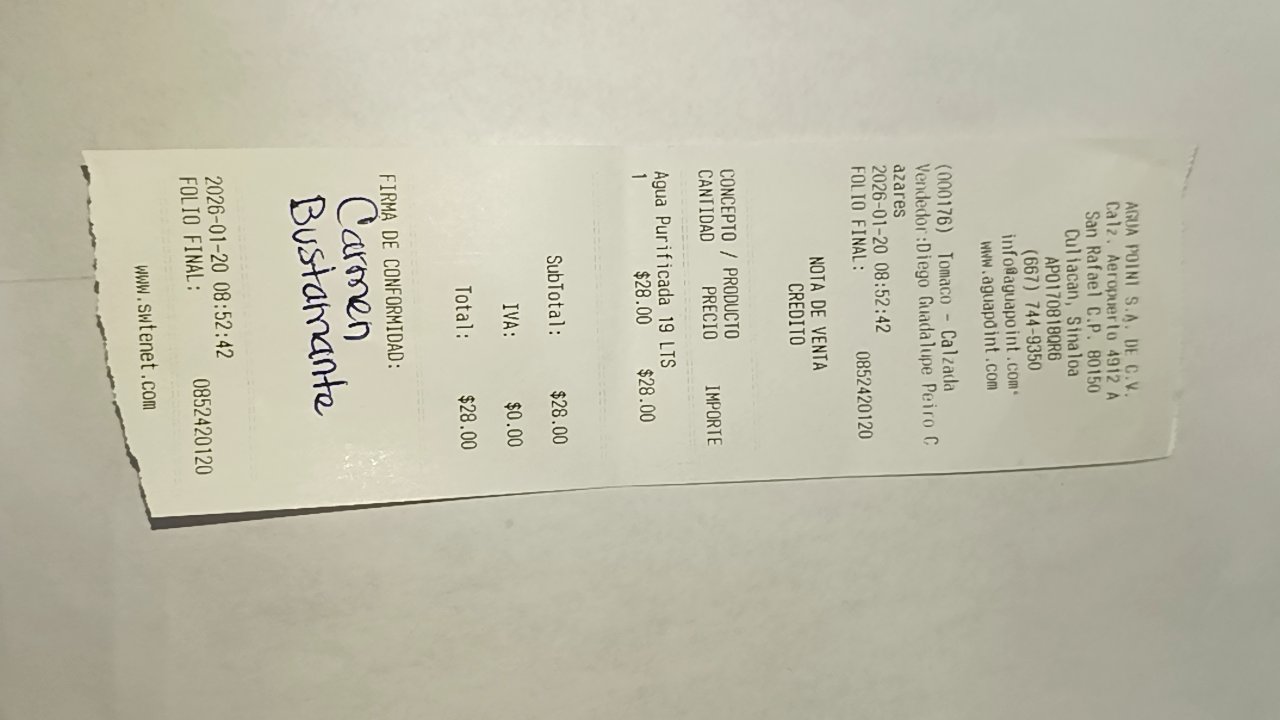 AGUA POINT S.A. DE C.V.
Calz. Aeropuerto 4912 A
San Rafael C.P. 80150
Culiacan, Sinaloa
APO170818QR6
(667) 744-9350
info@aguapoint.com
www.aguapoint.com
(000176) Tomaco - Calzada
Vendedor:Diego Guadalupe Peiro C
azares
2026-01-20 08:52:42
FOLIO FINAL: 0852420120
NOTA DE VENTA
CREDITO
CONCEPTO / PRODUCTO
CANTIDAD PRECIO IMPORTE
Agua Purificada 19 LTS
1 $28.00 $28.00
SubTotal: $28.00
IVA: $0.00
Total: $28.00
FIRMA DE CONFORMIDAD:
Carmen
Bustamante
2026-01-20 08:52:42
FOLIO FINAL: 0852420120
www.swtenet.com